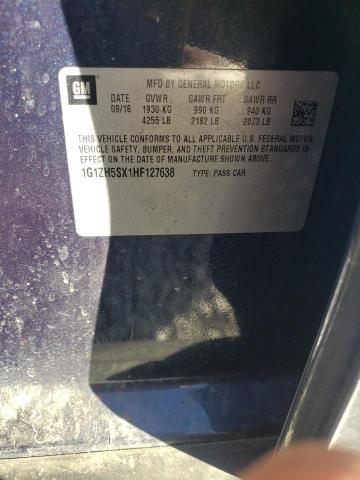 GM
MFD BY GENERAL MOTORS LLC
DATE GVWR GAWR FRT GAWR RR
09/16 1930 KG 990 KG 940 KG
4255 LB 2182 LB 2073 LB
THIS VEHICLE CONFORMS TO ALL APPLICABLE U.S. FEDERAL MOTOR
VEHICLE SAFETY, BUMPER, AND THEFT PREVENTION STANDARDS IN
EFFECT ON THE DATE OF MANUFACTURE SHOWN ABOVE.
1G1ZH5SX1HF127638 TYPE: PASS CAR